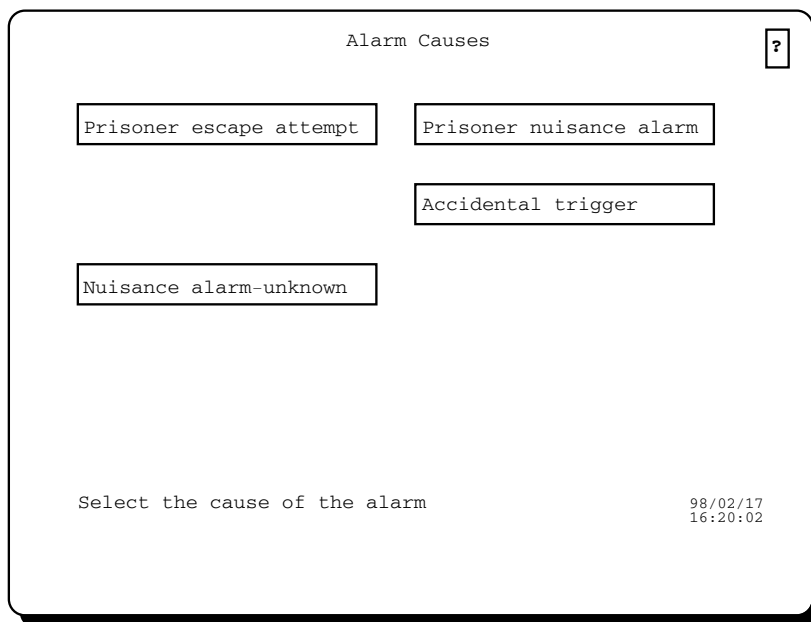 Alarm Causes
?
Prisoner escape attempt
Prisoner nuisance alarm
Accidental trigger
Nuisance alarm-unknown
Select the cause of the alarm
98/02/17
16:20:02